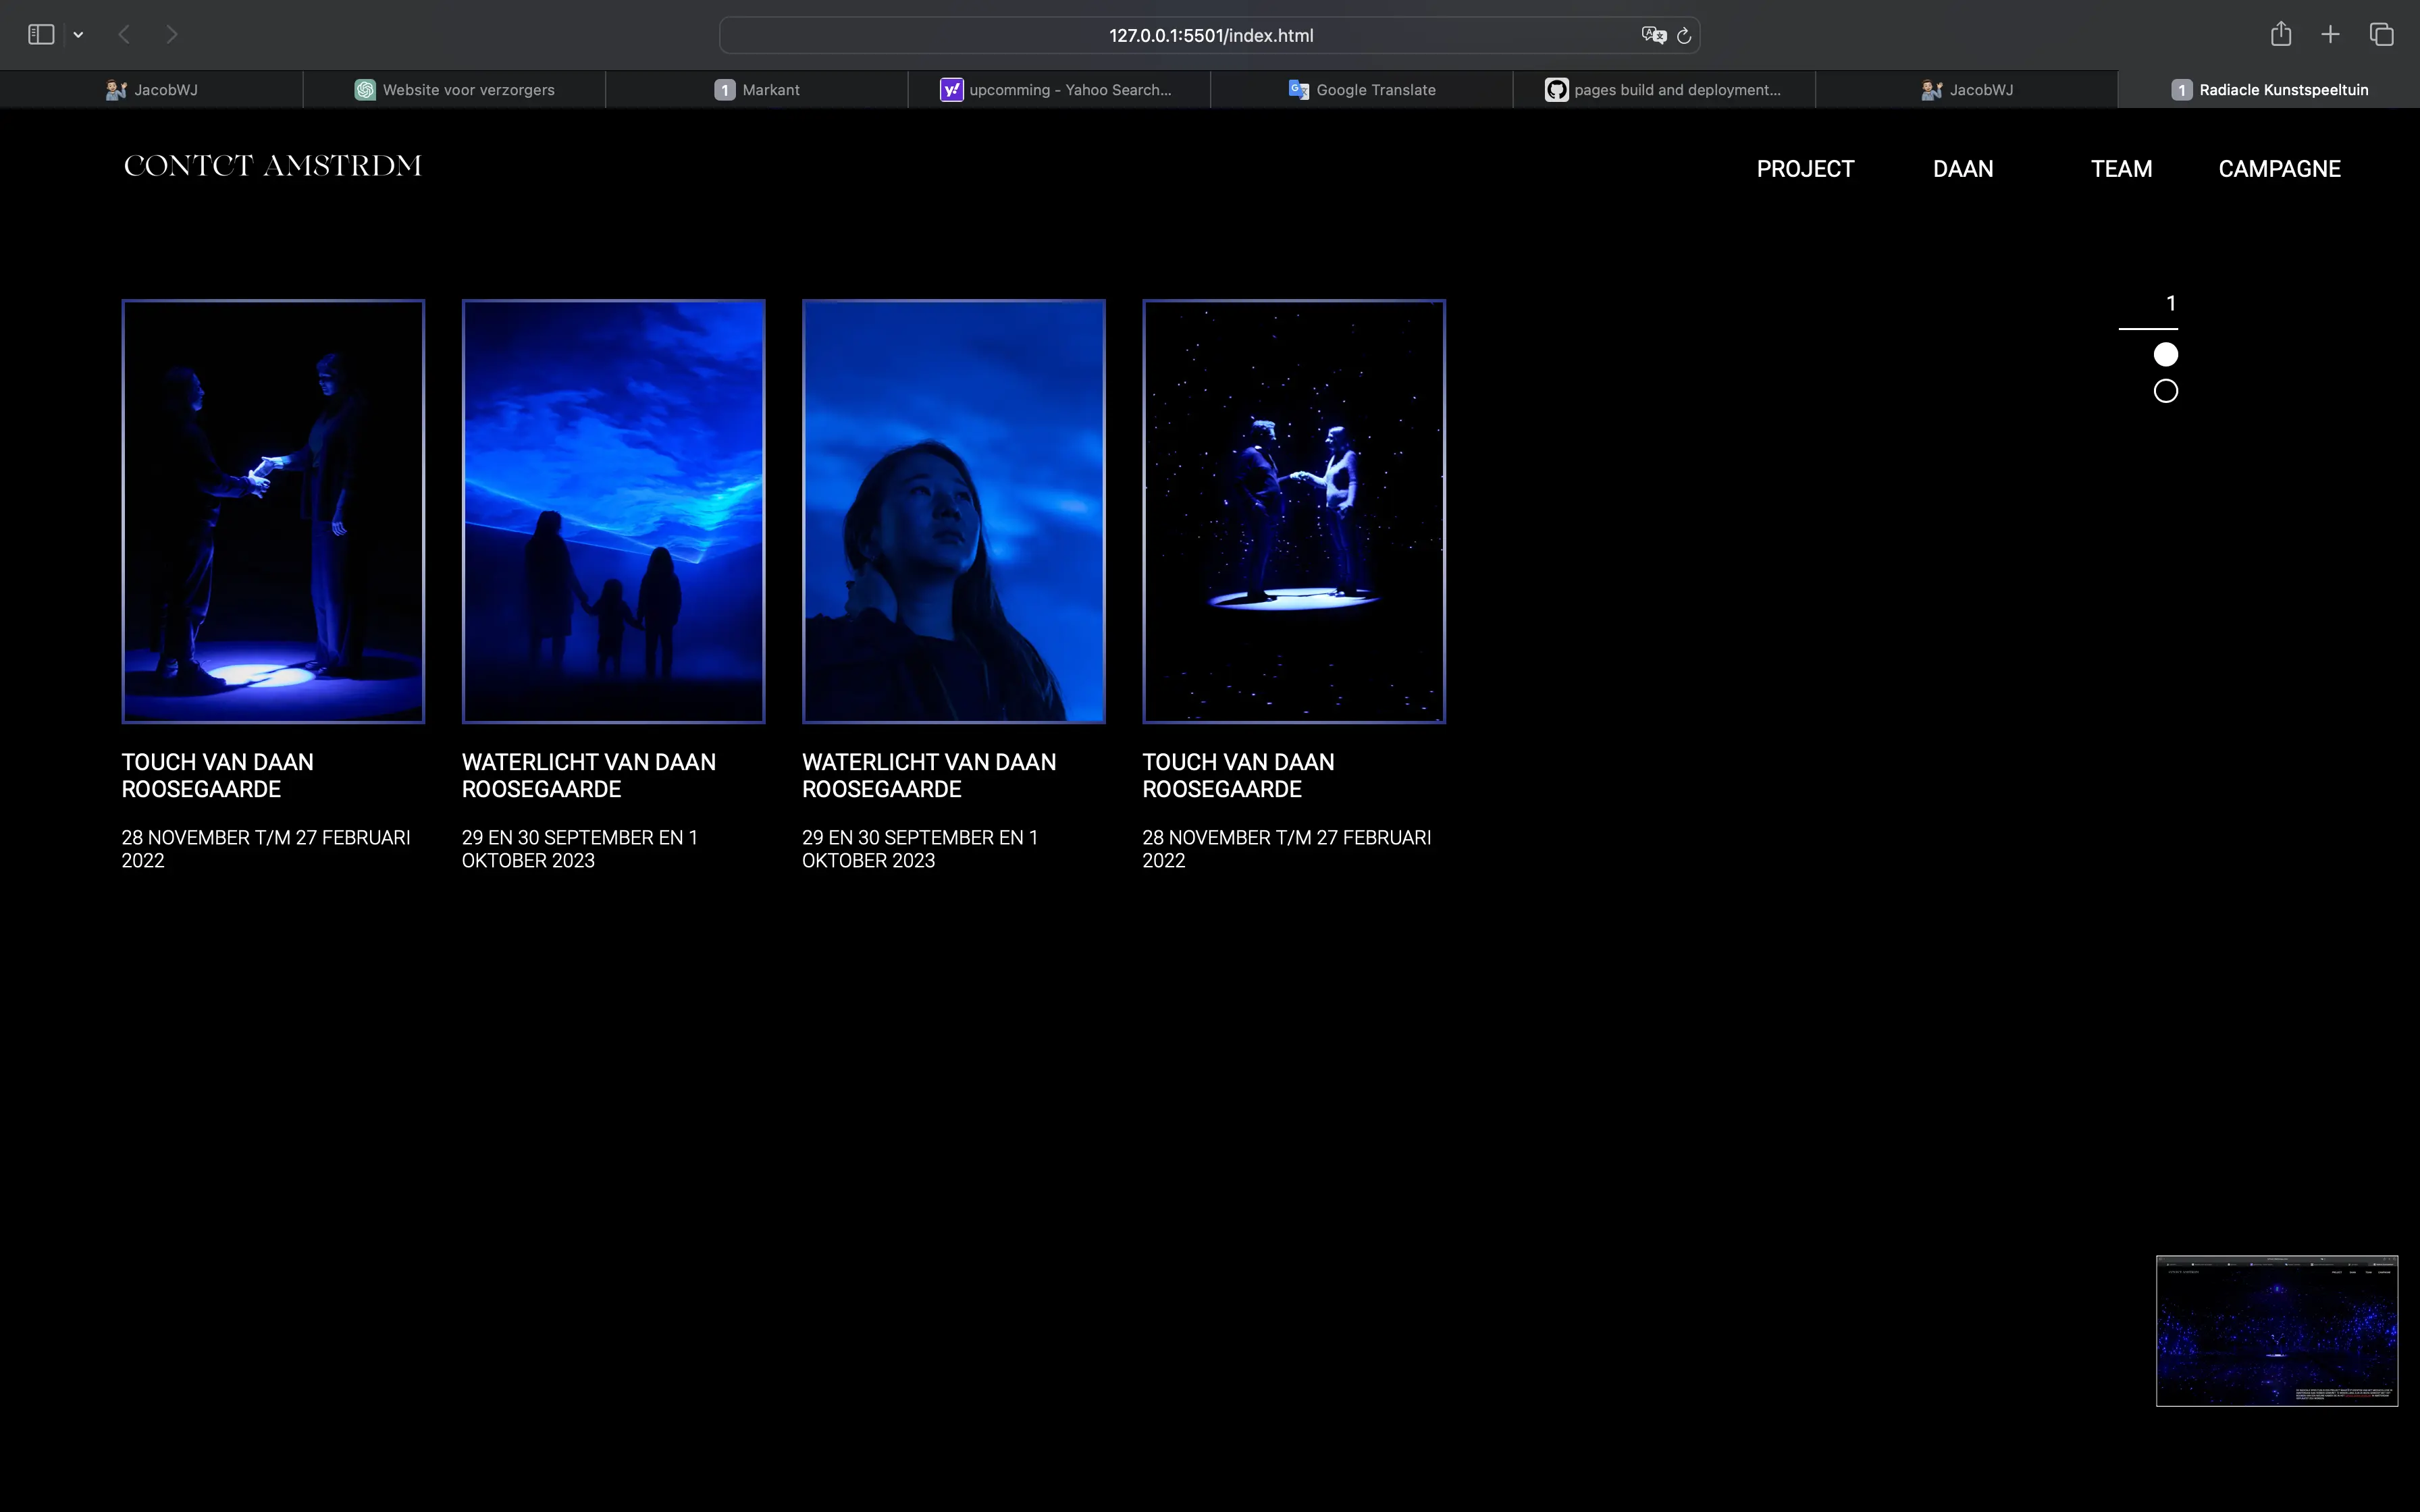 127.0.0.1:5501/index.html
JacobWJ
Website voor verzorgers
1 Markant
upcomming - Yahoo Search...
Google Translate
pages build and deployment...
JacobWJ
1 Radiacle Kunstspeeltuin
CONTCT AMSTRDM
PROJECT DAAN TEAM CAMPAGNE
1
TOUCH VAN DAAN
ROOSEGAARDE
28 NOVEMBER T/M 27 FEBRUARI
2022
WATERLICHT VAN DAAN
ROOSEGAARDE
29 EN 30 SEPTEMBER EN 1
OKTOBER 2023
WATERLICHT VAN DAAN
ROOSEGAARDE
29 EN 30 SEPTEMBER EN 1
OKTOBER 2023
TOUCH VAN DAAN
ROOSEGAARDE
28 NOVEMBER T/M 27 FEBRUARI
2022